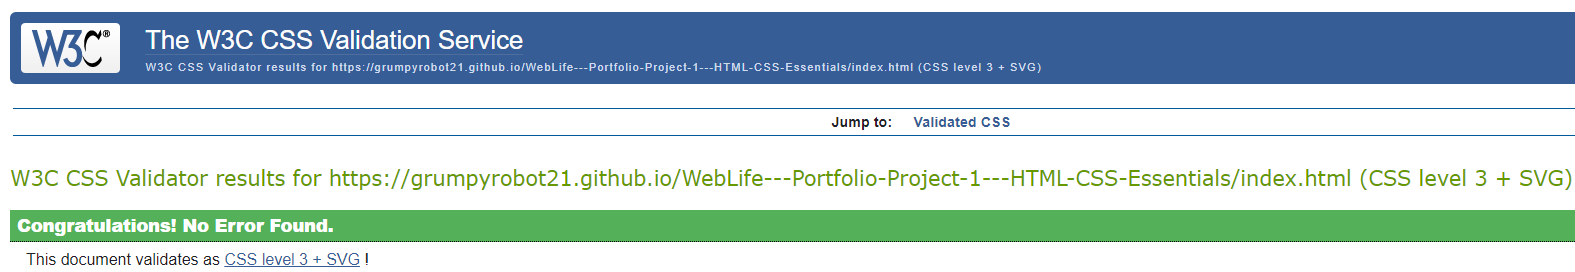 W3C®
The W3C CSS Validation Service
W3C CSS Validator results for https://grumpyrobot21.github.io/WebLife---Portfolio-Project-1---HTML-CSS-Essentials/index.html (CSS level 3 + SVG)
Jump to: Validated CSS
W3C CSS Validator results for https://grumpyrobot21.github.io/WebLife---Portfolio-Project-1---HTML-CSS-Essentials/index.html (CSS level 3 + SVG)
Congratulations! No Error Found.
This document validates as CSS level 3 + SVG !